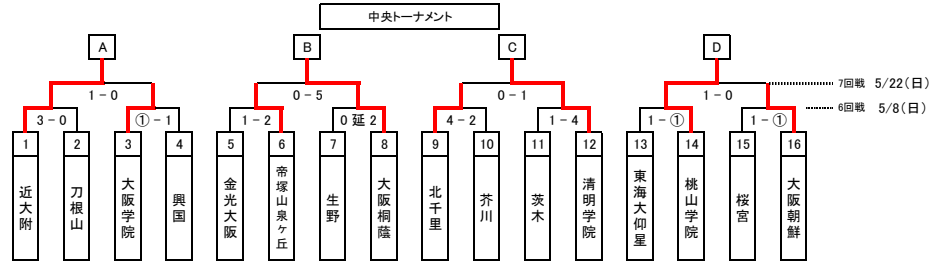 中央トーナメント
A
B
C
D
7回戦 5/22(日)
1-0
0-5
0-1
1-0
6回戦 5/8(日)
3-0
①-1
1-2
0 延 2
4-2
1-4
1-①
1-①
1
2
3
4
5
6
7
8
9
10
11
12
13
14
15
16
近大附
刀根山
大阪学院
興国
金光大阪
帝塚山泉ヶ丘
生野
大阪桐蔭
北千里
芥川
茨木
清明学院
東海大仰星
桃山学院
桜宮
大阪朝鮮